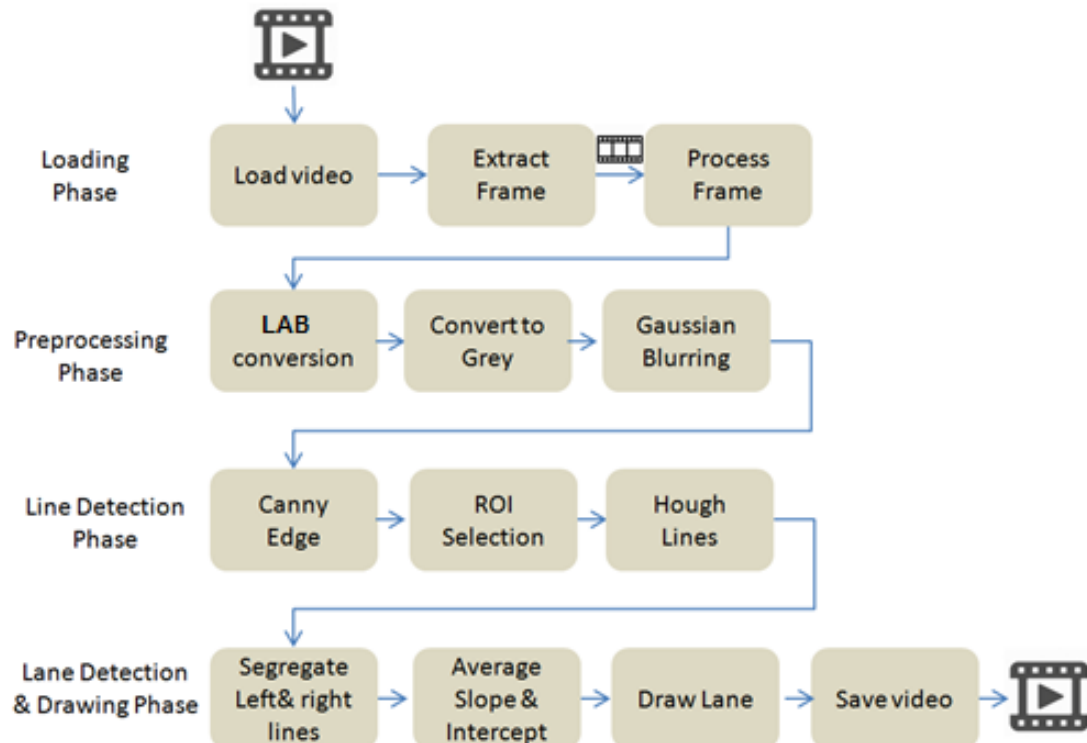 Loading
Phase
Load video
Extract
Frame
Process
Frame
Preprocessing
Phase
LAB
conversion
Convert to
Grey
Gaussian
Blurring
Line Detection
Phase
Canny
Edge
ROI
Selection
Hough
Lines
Lane Detection
& Drawing Phase
Segregate
Left& right
lines
Average
Slope &
Intercept
Draw Lane
Save video